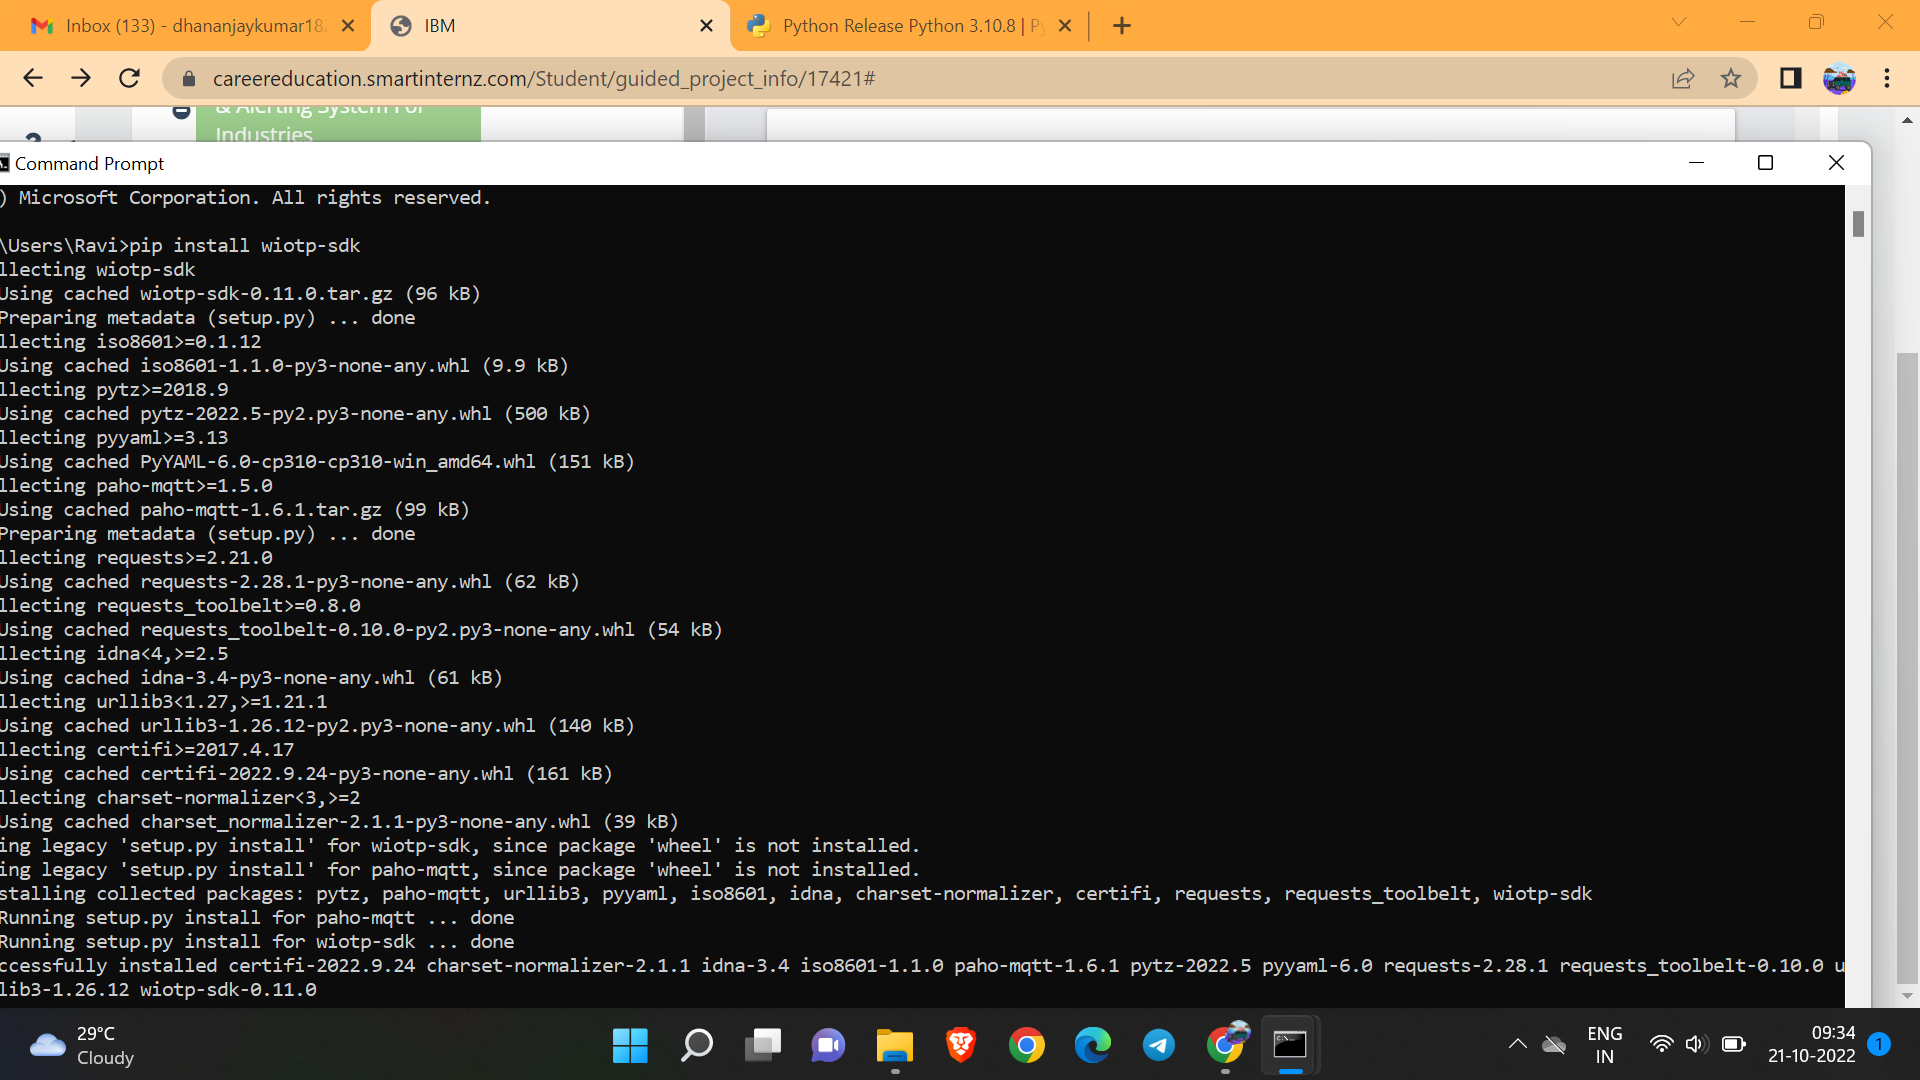 Inbox (133) - dhananjaykumar182
IBM
Python Release Python 3.10.8 | Py
careereducation.smartinternz.com/Student/guided_project_info/17421#
& Alerting System For
Industries
Command Prompt
) Microsoft Corporation. All rights reserved.
\Users\Ravi>pip install wiotp-sdk
llecting wiotp-sdk
Using cached wiotp-sdk-0.11.0.tar.gz (96 kB)
Preparing metadata (setup.py) ... done
llecting iso8601>=0.1.12
Using cached iso8601-1.1.0-py3-none-any.whl (9.9 kB)
llecting pytz>=2018.9
Using cached pytz-2022.5-py2.py3-none-any.whl (500 kB)
llecting pyyaml>=3.13
Using cached PyYAML-6.0-cp310-cp310-win_amd64.whl (151 kB)
llecting paho-mqtt>=1.5.0
Using cached paho-mqtt-1.6.1.tar.gz (99 kB)
Preparing metadata (setup.py) ... done
llecting requests>=2.21.0
Using cached requests-2.28.1-py3-none-any.whl (62 kB)
llecting requests_toolbelt>=0.8.0
Using cached requests_toolbelt-0.10.0-py2.py3-none-any.whl (54 kB)
llecting idna<4,>=2.5
Using cached idna-3.4-py3-none-any.whl (61 kB)
llecting urllib3<1.27,>=1.21.1
Using cached urllib3-1.26.12-py2.py3-none-any.whl (140 kB)
llecting certifi>=2017.4.17
Using cached certifi-2022.9.24-py3-none-any.whl (161 kB)
llecting charset-normalizer<3,>=2
Using cached charset_normalizer-2.1.1-py3-none-any.whl (39 kB)
ing legacy 'setup.py install' for wiotp-sdk, since package 'wheel' is not installed.
ing legacy 'setup.py install' for paho-mqtt, since package 'wheel' is not installed.
stalling collected packages: pytz, paho-mqtt, urllib3, pyyaml, iso8601, idna, charset-normalizer, certifi, requests, requests_toolbelt, wiotp-sdk
Running setup.py install for paho-mqtt ... done
Running setup.py install for wiotp-sdk ... done
ccessfully installed certifi-2022.9.24 charset-normalizer-2.1.1 idna-3.4 iso8601-1.1.0 paho-mqtt-1.6.1 pytz-2022.5 pyyaml-6.0 requests-2.28.1 requests_toolbelt-0.10.0 u
lib3-1.26.12 wiotp-sdk-0.11.0
29°C
Cloudy
ENG
IN
09:34
21-10-2022
1